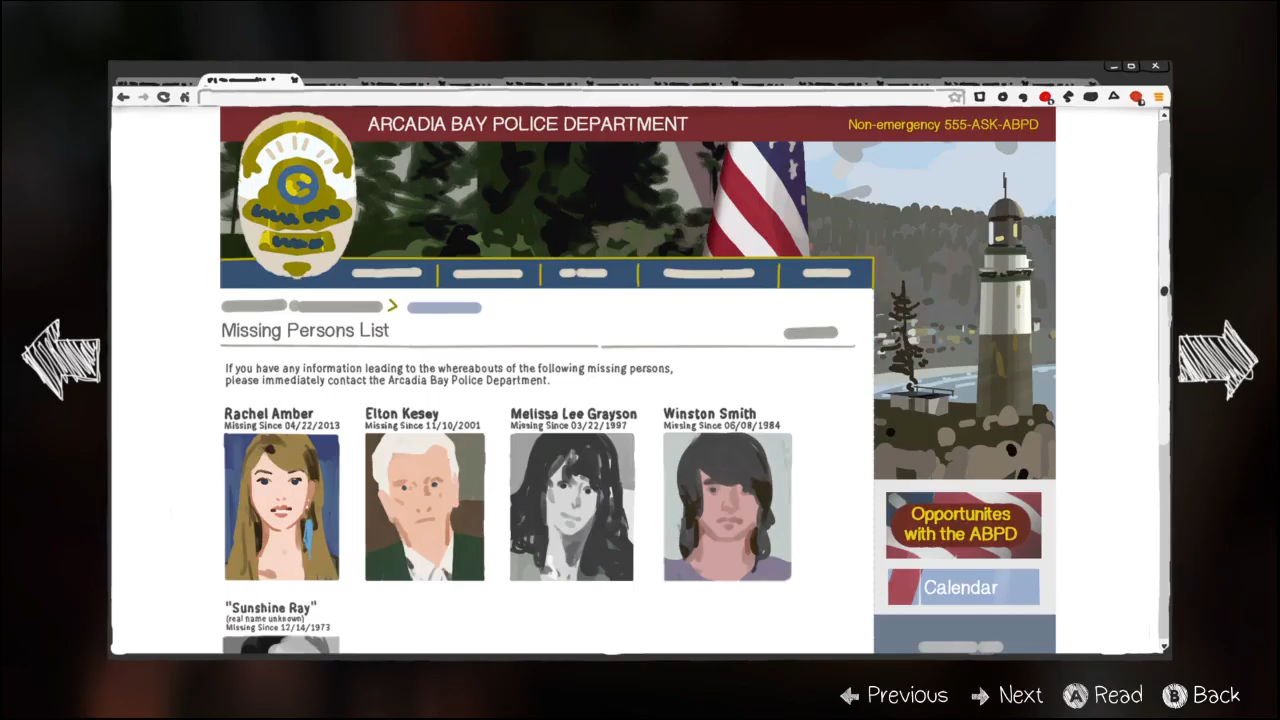 ARCADIA BAY POLICE DEPARTMENT
Non-emergency 555-ASK-ABPD
Missing Persons List
If you have any information leading to the whereabouts of the following missing persons,
please immediately contact the Arcadia Bay Police Department.
Rachel Amber
Missing Since 04/22/2013
Elton Kesey
Missing Since 11/10/2001
Melissa Lee Grayson
Missing Since 03/22/1997
Winston Smith
Missing Since 06/08/1984
"Sunshine Ray"
(real name unknown)
Missing Since 12/14/1973
Opportunites
with the ABPD
Calendar
Previous
Next
A Read
B Back